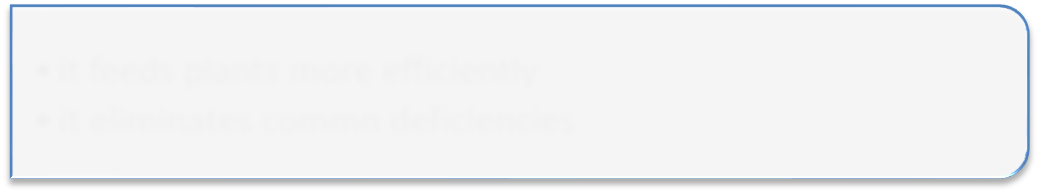 • It feeds plants more efficiently
• It eliminates common deficiencies